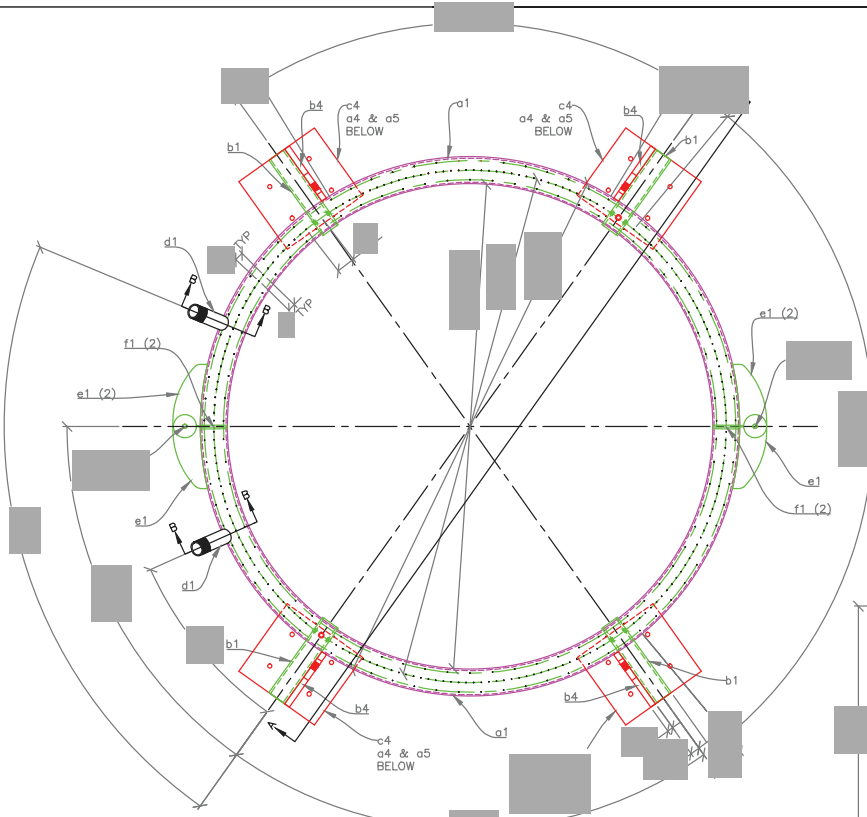 b4
c4
a4 & a5
BELOW
a1
c4
a4 & a5
BELOW
b4
b1
b1
TYP
d1
B
B
TYP
f1 (2)
e1 (2)
e1 (2)
e1
f1 (2)
e1
B
B
d1
b1
b4
A
c4
a4 & a5
BELOW
a1
b4
b1